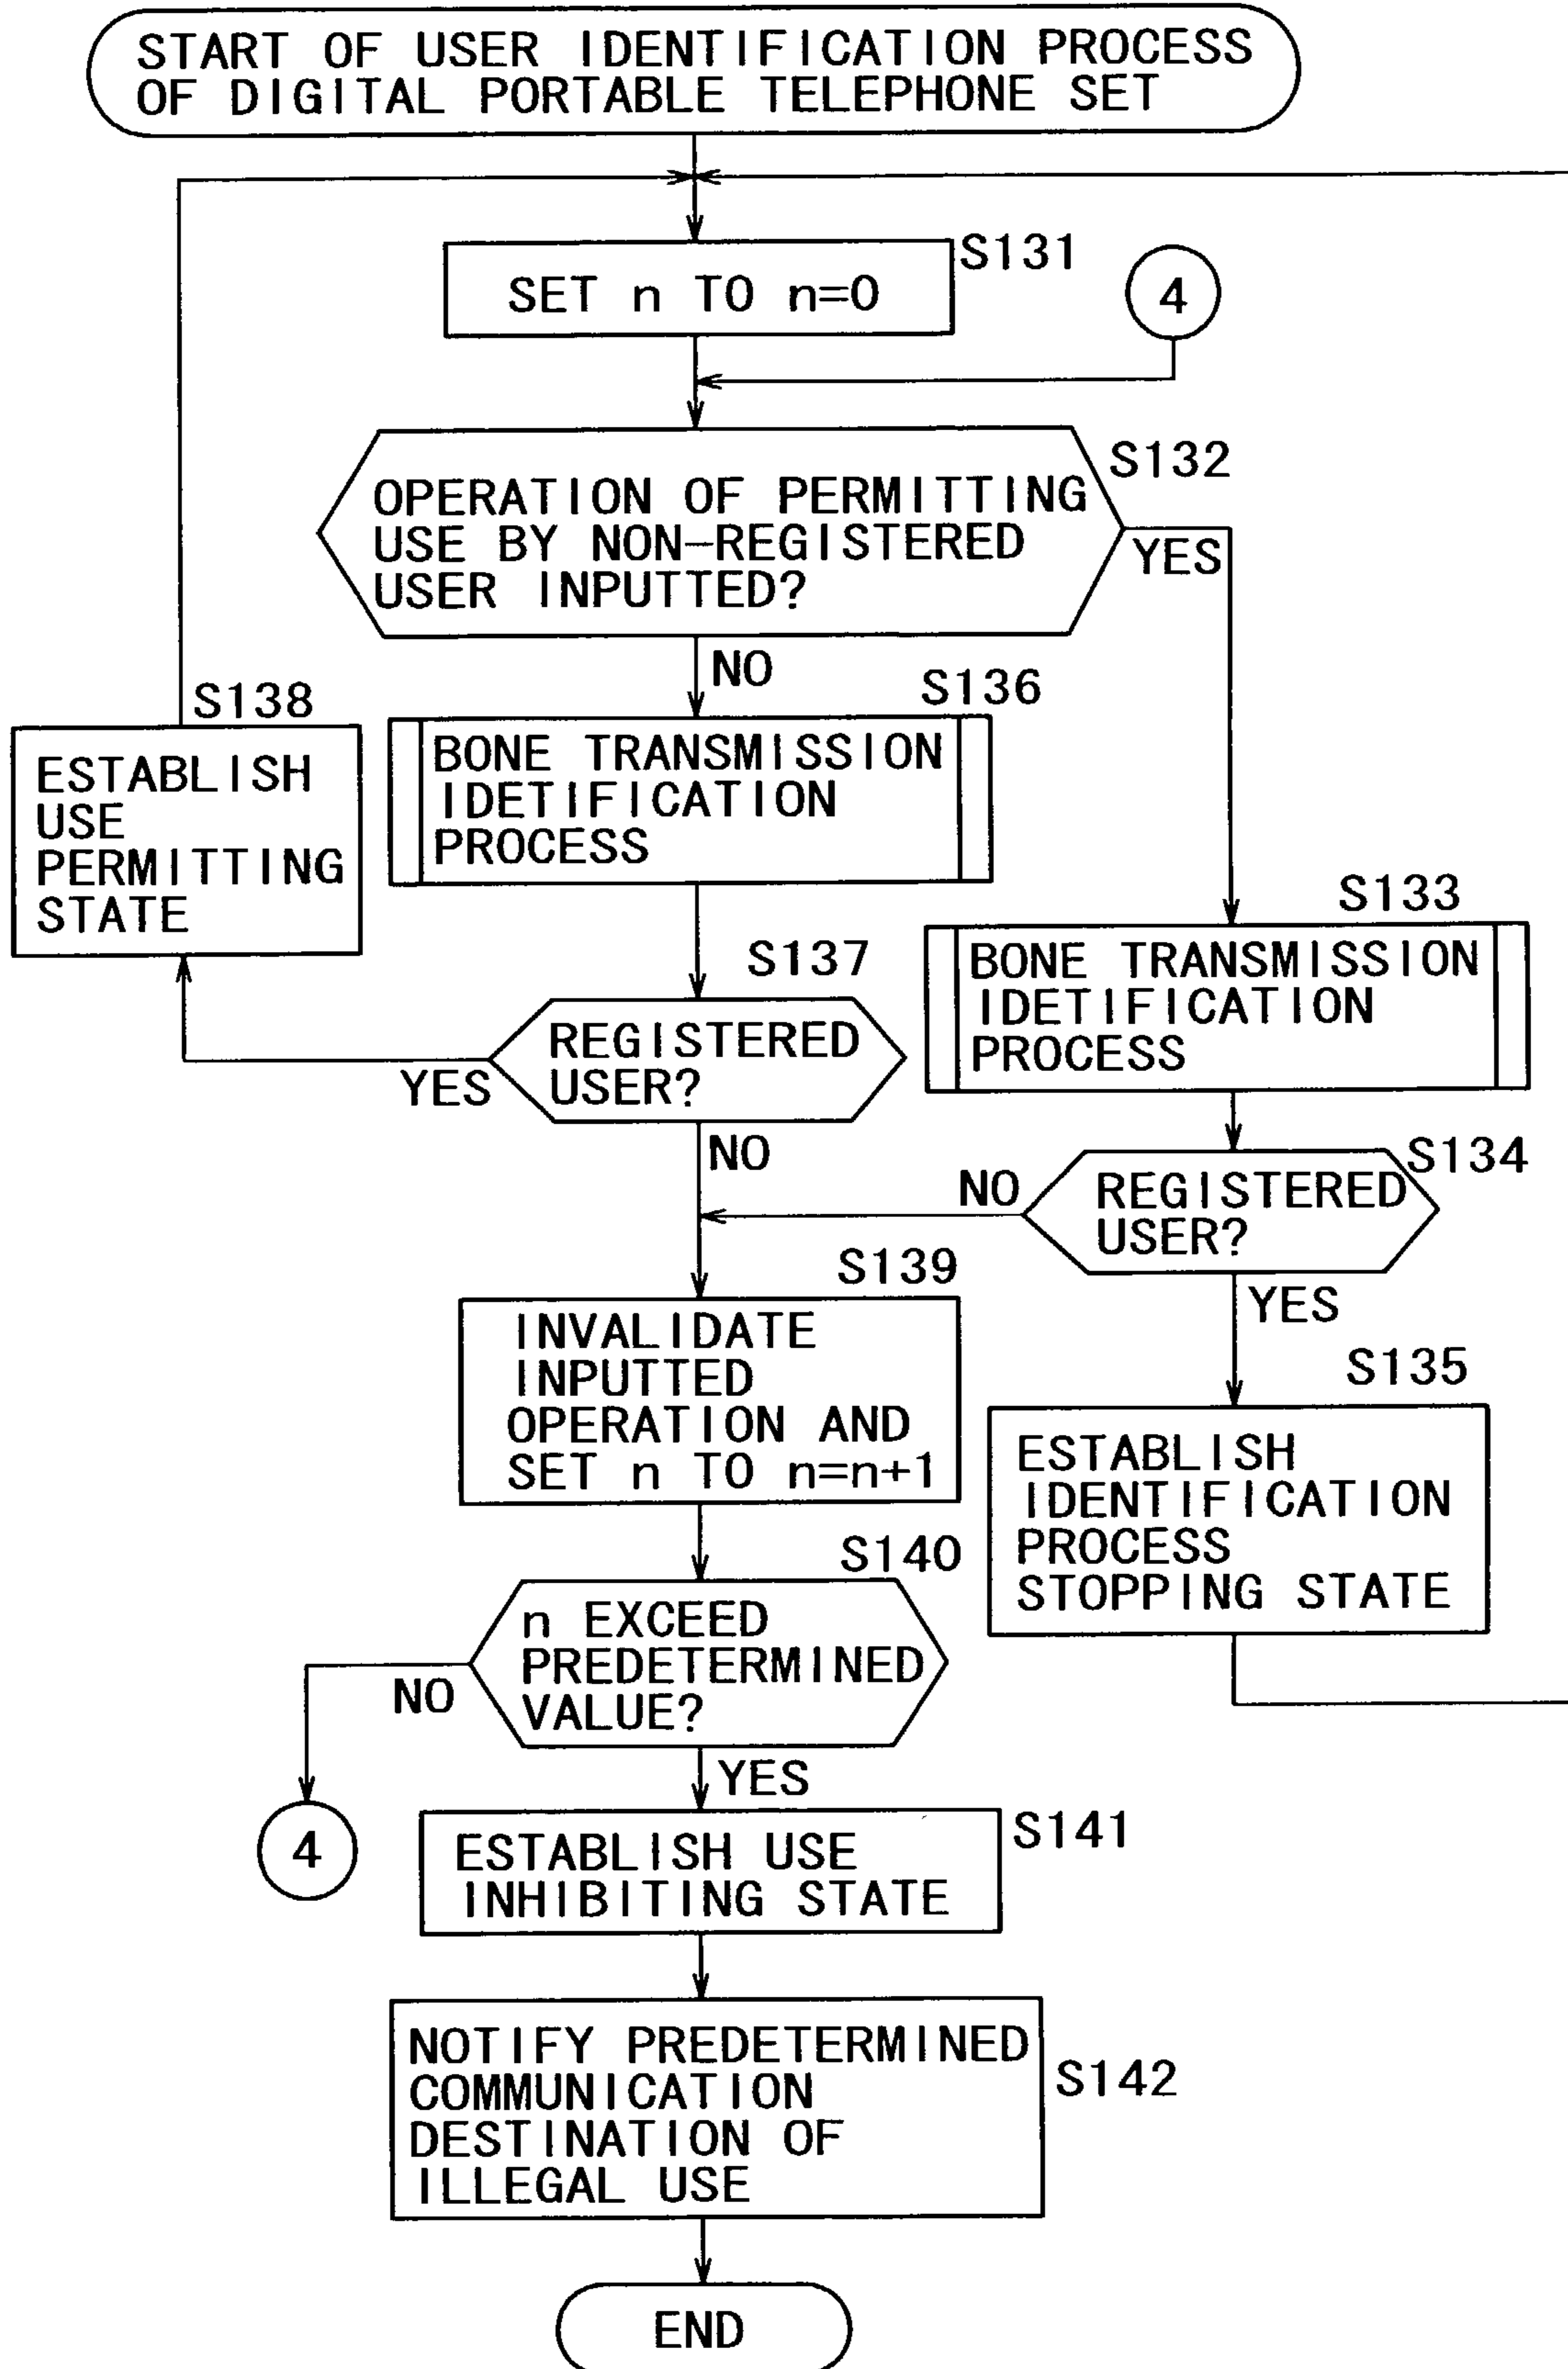 START OF USER IDENTIFICATION PROCESS
OF DIGITAL PORTABLE TELEPHONE SET
S131
SET n TO n=0
4
S132
OPERATION OF PERMITTING
USE BY NON-REGISTERED
USER INPUTTED?
YES
NO
S138
ESTABLISH
USE
PERMITTING
STATE
S136
BONE TRANSMISSION
IDETIFICATION
PROCESS
S133
BONE TRANSMISSION
IDETIFICATION
PROCESS
S137
REGISTERED
USER?
YES
NO
S134
REGISTERED
USER?
NO
YES
S139
INVALIDATE
INPUTTED
OPERATION AND
SET n TO n=n+1
S135
ESTABLISH
IDENTIFICATION
PROCESS
STOPPING STATE
S140
n EXCEED
PREDETERMINED
VALUE?
NO
YES
4
S141
ESTABLISH USE
INHIBITING STATE
S142
NOTIFY PREDETERMINED
COMMUNICATION
DESTINATION OF
ILLEGAL USE
END